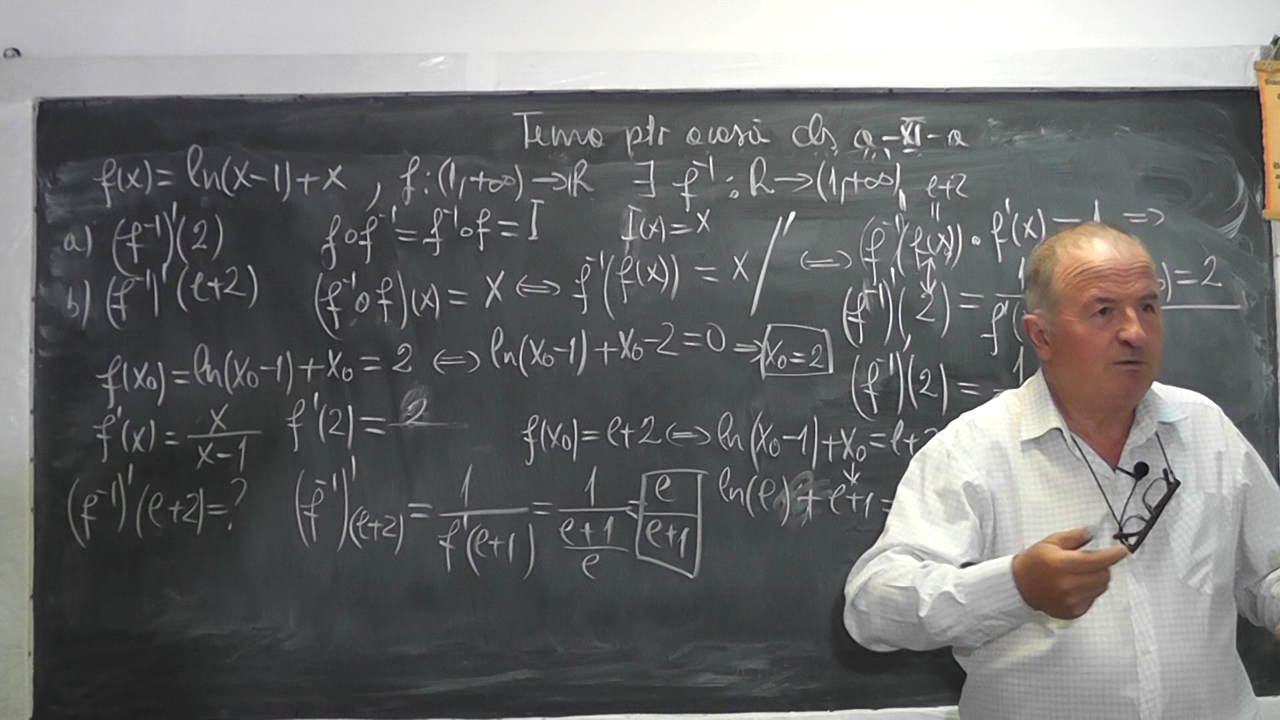 Tema ptr acasă cls a-XI-a
f(x) = ln(x-1)+x , f:(1,+∞)→R ∃ f⁻¹: R→(1,+∞)
a) (f⁻¹)'(2) f∘f⁻¹=f⁻¹∘f=I I(x)=x
b) (f⁻¹)'(e+2) (f⁻¹∘f)(x) = x ⇔ f⁻¹(f(x)) = x /' ⇔ (f⁻¹)'(f(x))•f'(x)=1 ⇒
e+2
(f⁻¹)'(2) = 1 )=2
f(x₀)=ln(x₀-1)+x₀=2 ⇔ ln(x₀-1)+x₀-2=0 ⇒ x₀=2
(f⁻¹)'(2) = 1
f'(x)= x/(x-1) f'(2)= 2
f(x₀)=e+2 ⇔ ln(x₀-1)+x₀=e+2
(f⁻¹)'(e+2)=? (f⁻¹)'(e+2) = 1/f'(e+1) = 1/((e+1)/e) = e/(e+1) ln(e)+e+1=